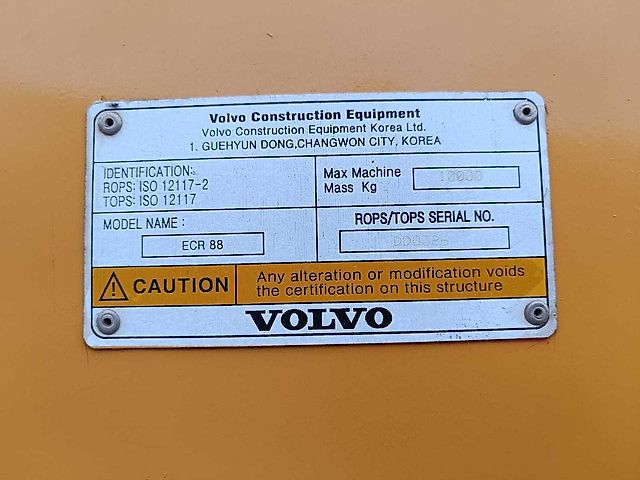 Volvo Construction Equipment
Volvo Construction Equipment Korea Ltd.
1. GUEHYUN DONG,CHANGWON CITY, KOREA
IDENTIFICATION:
ROPS: ISO 12117-2
TOPS: ISO 12117
Max Machine
Mass Kg
10000
MODEL NAME :
ECR 88
ROPS/TOPS SERIAL NO.
CAUTION
Any alteration or modification voids
the certification on this structure
VOLVO